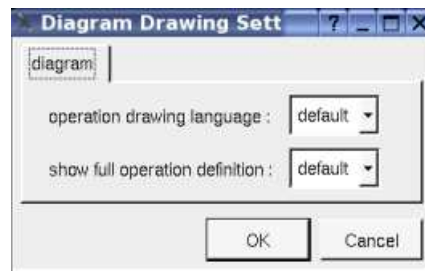 Diagram Drawing Sett ? _
diagram
operation drawing language : default
show full operation definition : default
OK Cancel